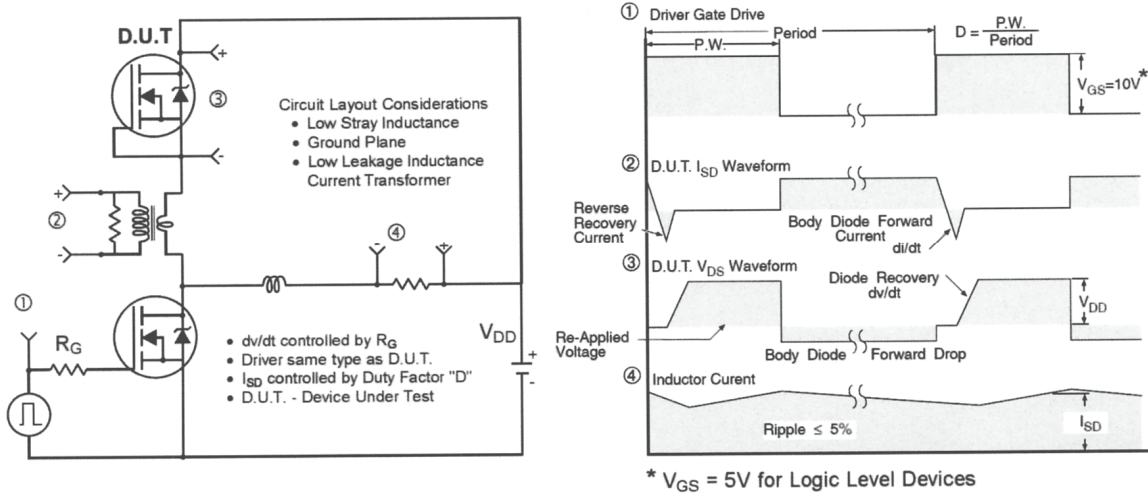 D.U.T
+
③
-
Circuit Layout Considerations
• Low Stray Inductance
• Ground Plane
• Low Leakage Inductance
Current Transformer
+
②
-
④
-
+
①
R_G
V_DD
+
-
• dv/dt controlled by R_G
• Driver same type as D.U.T.
• I_SD controlled by Duty Factor "D"
• D.U.T. - Device Under Test
① Driver Gate Drive
P.W.
Period
D = P.W. / Period
V_GS=10V *
② D.U.T. I_SD Waveform
Reverse
Recovery
Current
Body Diode Forward
Current
di/dt
③ D.U.T. V_DS Waveform
Diode Recovery
dv/dt
V_DD
Re-Applied
Voltage
Body Diode Forward Drop
④ Inductor Curent
Ripple ≤ 5%
I_SD
* V_GS = 5V for Logic Level Devices